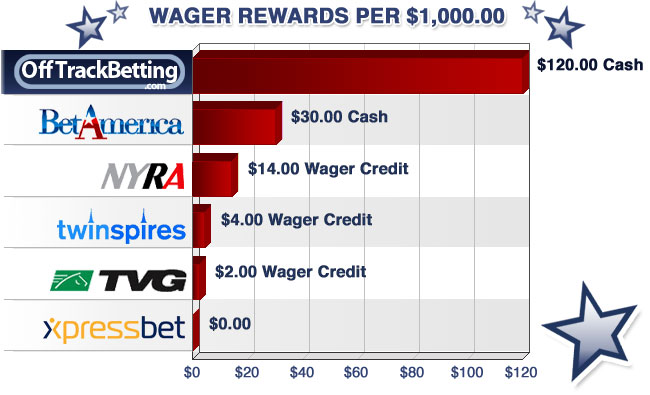 WAGER REWARDS PER $1,000.00
OffTrackBetting
.com
$120.00 Cash
BetAmerica
$30.00 Cash
NYRA
$14.00 Wager Credit
twinspires
$4.00 Wager Credit
TVG
$2.00 Wager Credit
xpressbet
$0.00
$0 $20 $40 $60 $80 $100 $120